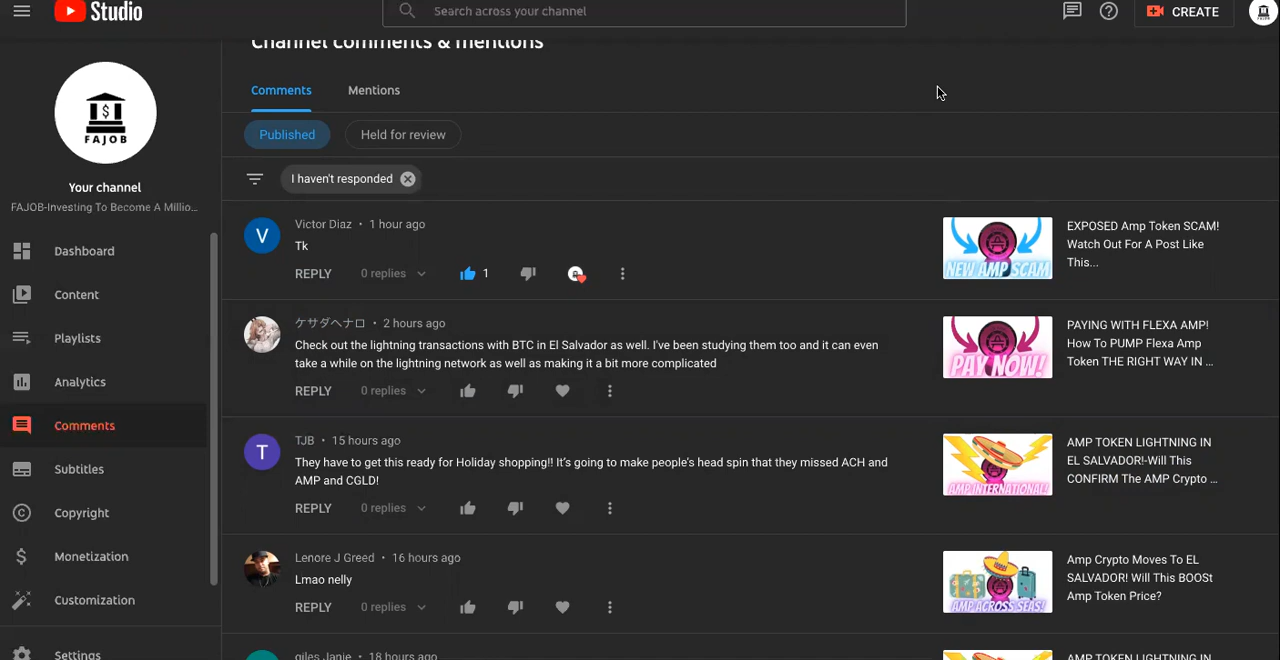 Studio
Search across your channel
CREATE
Channel comments & mentions
$
FAJOB
Your channel
FAJOB-Investing To Become A Millio...
Dashboard
Content
Playlists
Analytics
Comments
Subtitles
Copyright
Monetization
Customization
Settings
Comments
Mentions
Published
Held for review
I haven't responded
V
Victor Diaz • 1 hour ago
Tk
REPLY
0 replies
1
NEW AMP SCAM
EXPOSED Amp Token SCAM!
Watch Out For A Post Like
This...
ケサダヘナロ • 2 hours ago
Check out the lightning transactions with BTC in El Salvador as well. I've been studying them too and it can even
take a while on the lightning network as well as making it a bit more complicated
REPLY
0 replies
PAY NOW!
PAYING WITH FLEXA AMP!
How To PUMP Flexa Amp
Token THE RIGHT WAY IN ...
T
TJB • 15 hours ago
They have to get this ready for Holiday shopping!! It's going to make people's head spin that they missed ACH and
AMP and CGLD!
REPLY
0 replies
AMP INTERNATIONAL!
AMP TOKEN LIGHTNING IN
EL SALVADOR!-Will This
CONFIRM The AMP Crypto ...
Lenore J Greed • 16 hours ago
Lmao nelly
REPLY
0 replies
AMP ACROSS SEAS!
Amp Crypto Moves To EL
SALVADOR! Will This BOOSt
Amp Token Price?
giles Janie • 18 hours ago
AMP TOKEN LIGHTNING IN